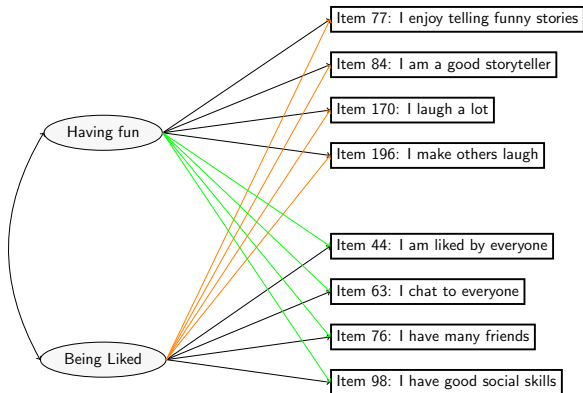 Item 77: I enjoy telling funny stories
Item 84: I am a good storyteller
Item 170: I laugh a lot
Having fun
Item 196: I make others laugh
Item 44: I am liked by everyone
Item 63: I chat to everyone
Item 76: I have many friends
Being Liked
Item 98: I have good social skills